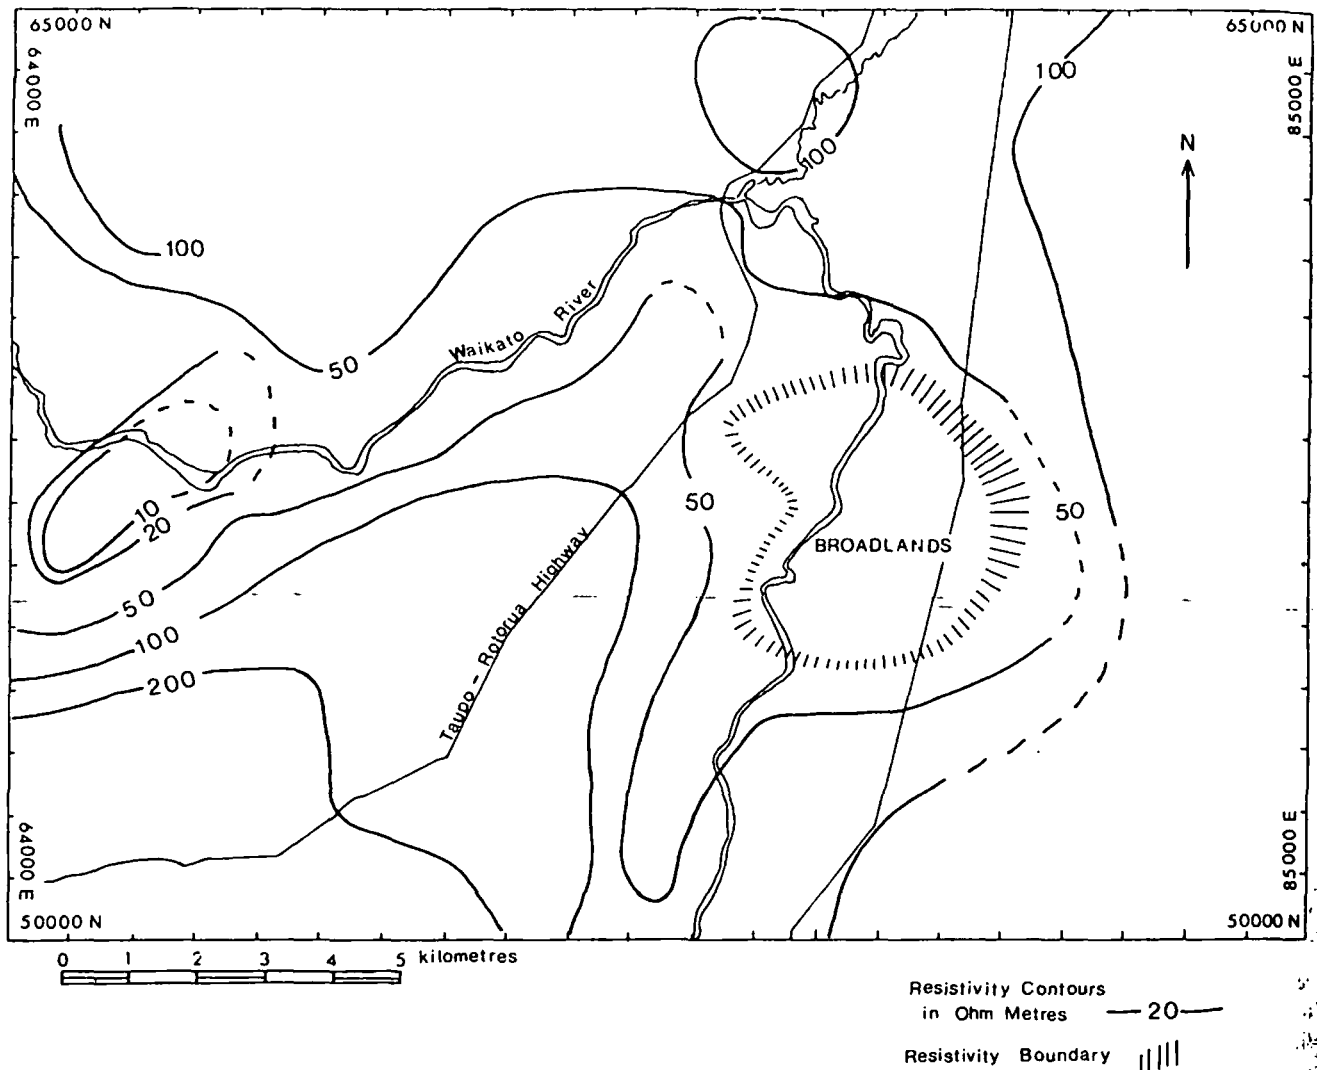 65000 N
65000 N
64000 E
85000 E
100
N
100
100
50
Waikato River
50
50
10
20
BROADLANDS
50
100
200
Taupo - Rotorua Highway
64000 E
85000 E
50000 N
50000 N
0 1 2 3 4 5 kilometres
Resistivity Contours
in Ohm Metres 20
Resistivity Boundary